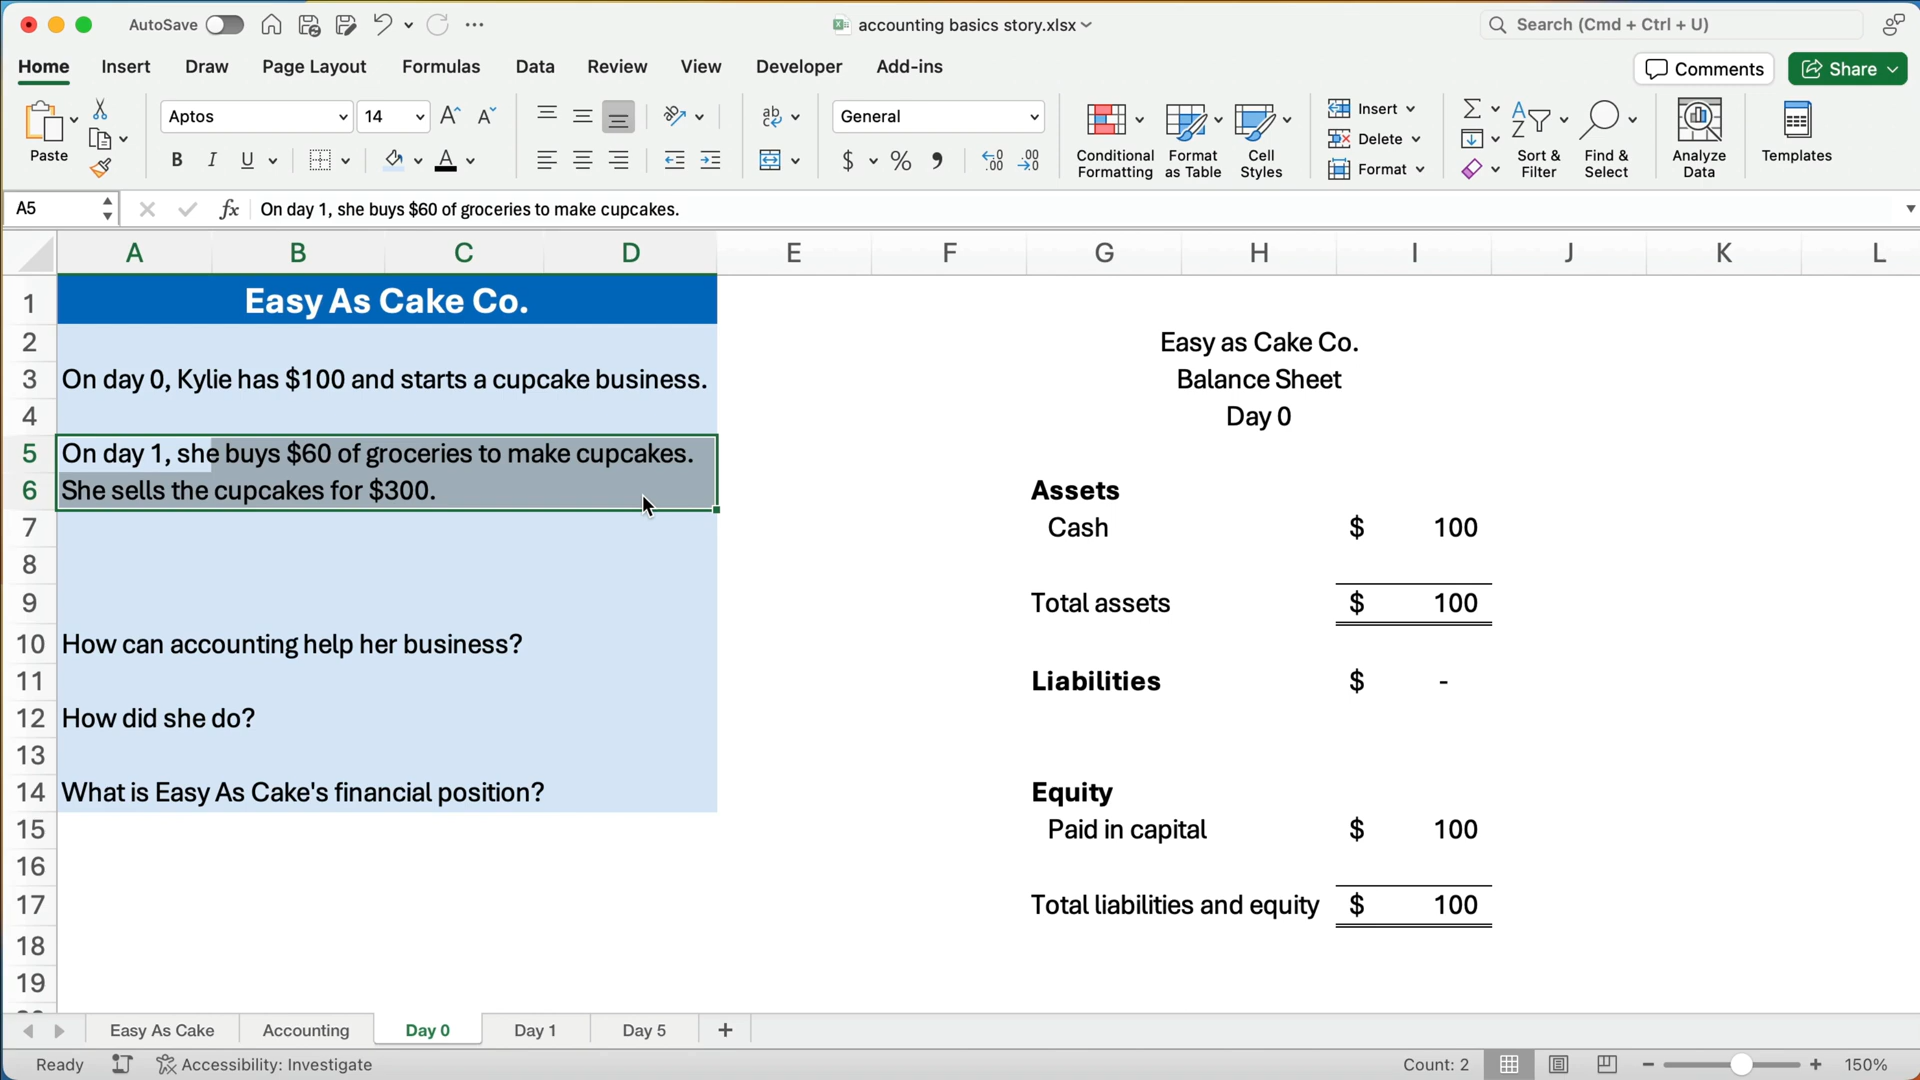 AutoSave
accounting basics story.xlsx
Search (Cmd + Ctrl + U)
Home Insert Draw Page Layout Formulas Data Review View Developer Add-ins
Comments
Share
Paste
Aptos
14
A^
A˅
B I U
A
ab
c
General
$ % 9
.00
.00
Conditional Formatting
Format as Table
Cell Styles
Insert
Delete
Format
Sort & Filter
Find & Select
Analyze Data
Templates
A5
fx
On day 1, she buys $60 of groceries to make cupcakes.
A B C D E F G H I J K L
1 Easy As Cake Co.
2 Easy as Cake Co.
3 On day 0, Kylie has $100 and starts a cupcake business. Balance Sheet
4 Day 0
5 On day 1, she buys $60 of groceries to make cupcakes.
6 She sells the cupcakes for $300. Assets
7 Cash $ 100
8
9 Total assets $ 100
10 How can accounting help her business?
11 Liabilities $ -
12 How did she do?
13
14 What is Easy As Cake's financial position? Equity
15 Paid in capital $ 100
16
17 Total liabilities and equity $ 100
18
19
Easy As Cake Accounting Day 0 Day 1 Day 5 +
Ready
Accessibility: Investigate
Count: 2
− + 150%